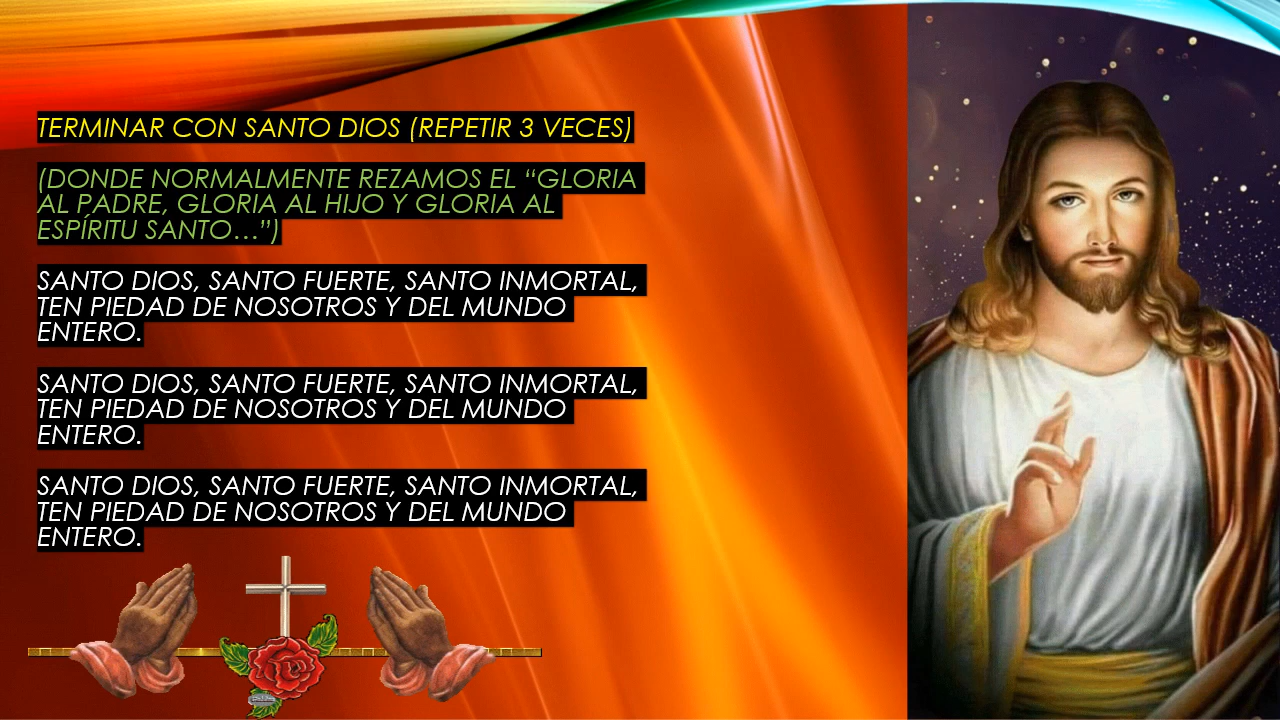 TERMINAR CON SANTO DIOS (REPETIR 3 VECES)
(DONDE NORMALMENTE REZAMOS EL “GLORIA
AL PADRE, GLORIA AL HIJO Y GLORIA AL
ESPÍRITU SANTO…”)
SANTO DIOS, SANTO FUERTE, SANTO INMORTAL,
TEN PIEDAD DE NOSOTROS Y DEL MUNDO
ENTERO.
SANTO DIOS, SANTO FUERTE, SANTO INMORTAL,
TEN PIEDAD DE NOSOTROS Y DEL MUNDO
ENTERO.
SANTO DIOS, SANTO FUERTE, SANTO INMORTAL,
TEN PIEDAD DE NOSOTROS Y DEL MUNDO
ENTERO.